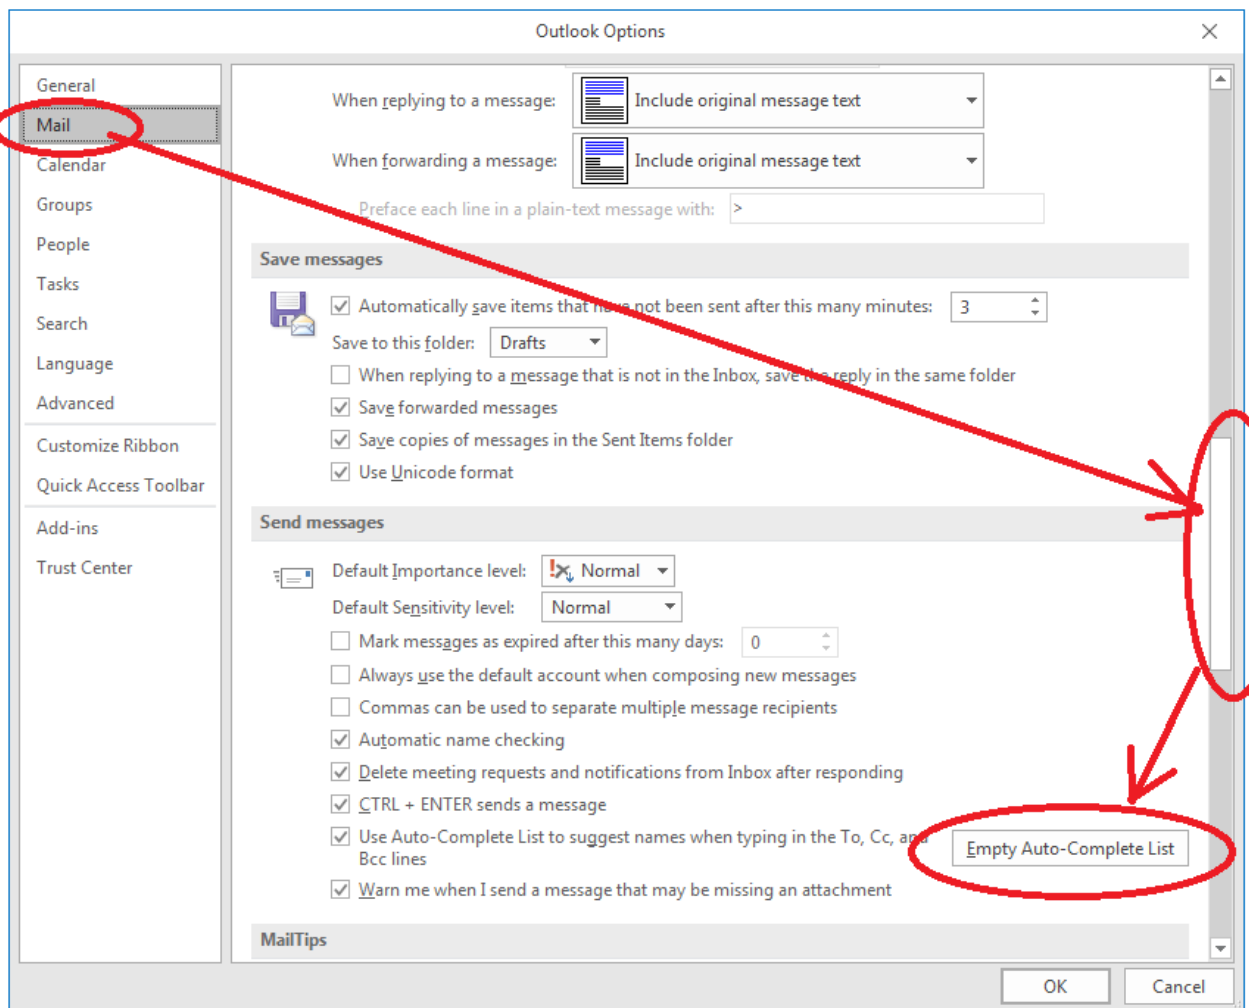 Outlook Options
General
Mail
Calendar
Groups
People
Tasks
Search
Language
Advanced
Customize Ribbon
Quick Access Toolbar
Add-ins
Trust Center
When replying to a message: Include original message text
When forwarding a message: Include original message text
Preface each line in a plain-text message with: >
Save messages
Automatically save items that have not been sent after this many minutes: 3
Save to this folder: Drafts
When replying to a message that is not in the Inbox, save the reply in the same folder
Save forwarded messages
Save copies of messages in the Sent Items folder
Use Unicode format
Send messages
Default Importance level: Normal
Default Sensitivity level: Normal
Mark messages as expired after this many days: 0
Always use the default account when composing new messages
Commas can be used to separate multiple message recipients
Automatic name checking
Delete meeting requests and notifications from Inbox after responding
CTRL + ENTER sends a message
Use Auto-Complete List to suggest names when typing in the To, Cc, and
Bcc lines
Empty Auto-Complete List
Warn me when I send a message that may be missing an attachment
MailTips
OK
Cancel